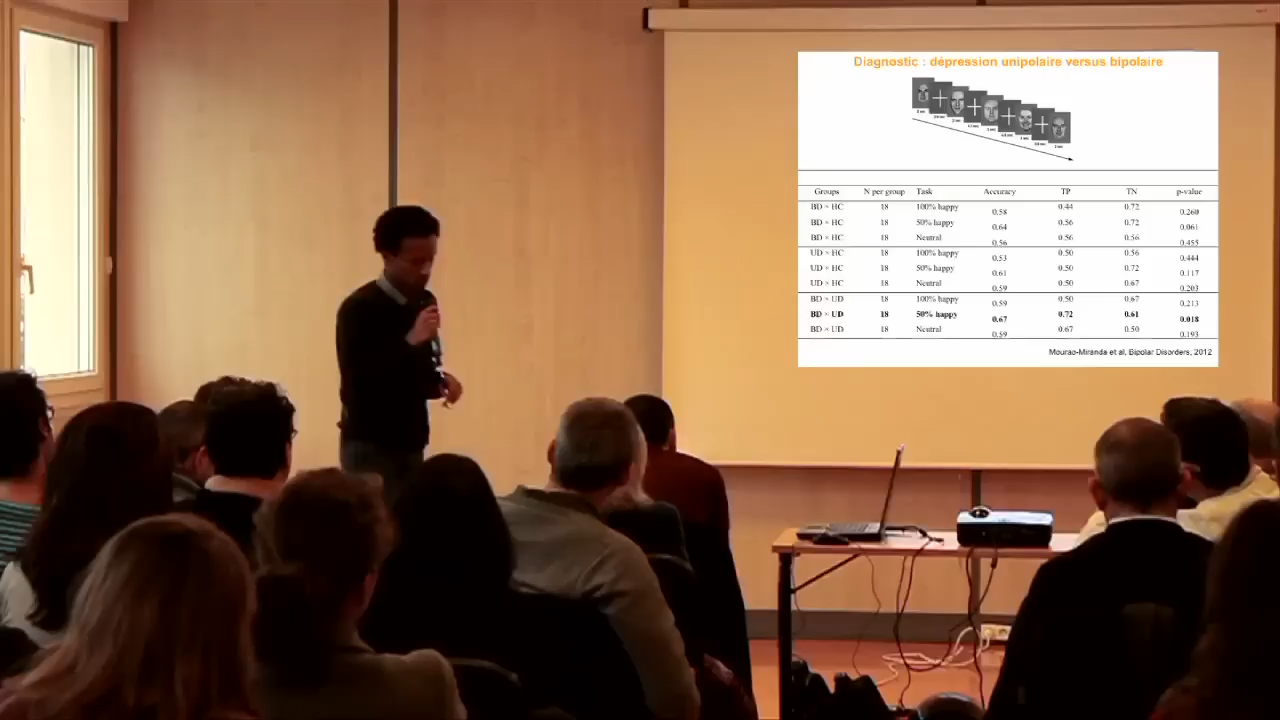 Diagnostic : dépression unipolaire versus bipolaire
Groups N per group Task Accuracy TP TN p-value
BD × HC 18 100% happy 0.58 0.44 0.72 0.260
BD × HC 18 50% happy 0.64 0.56 0.72 0.061
BD × HC 18 Neutral 0.56 0.56 0.56 0.455
UD × HC 18 100% happy 0.53 0.50 0.56 0.444
UD × HC 18 50% happy 0.61 0.50 0.72 0.117
UD × HC 18 Neutral 0.59 0.50 0.67 0.203
BD × UD 18 100% happy 0.59 0.50 0.67 0.213
BD × UD 18 50% happy 0.67 0.72 0.61 0.018
BD × UD 18 Neutral 0.59 0.67 0.50 0.193
Mourao-Miranda et al, Bipolar Disorders, 2012